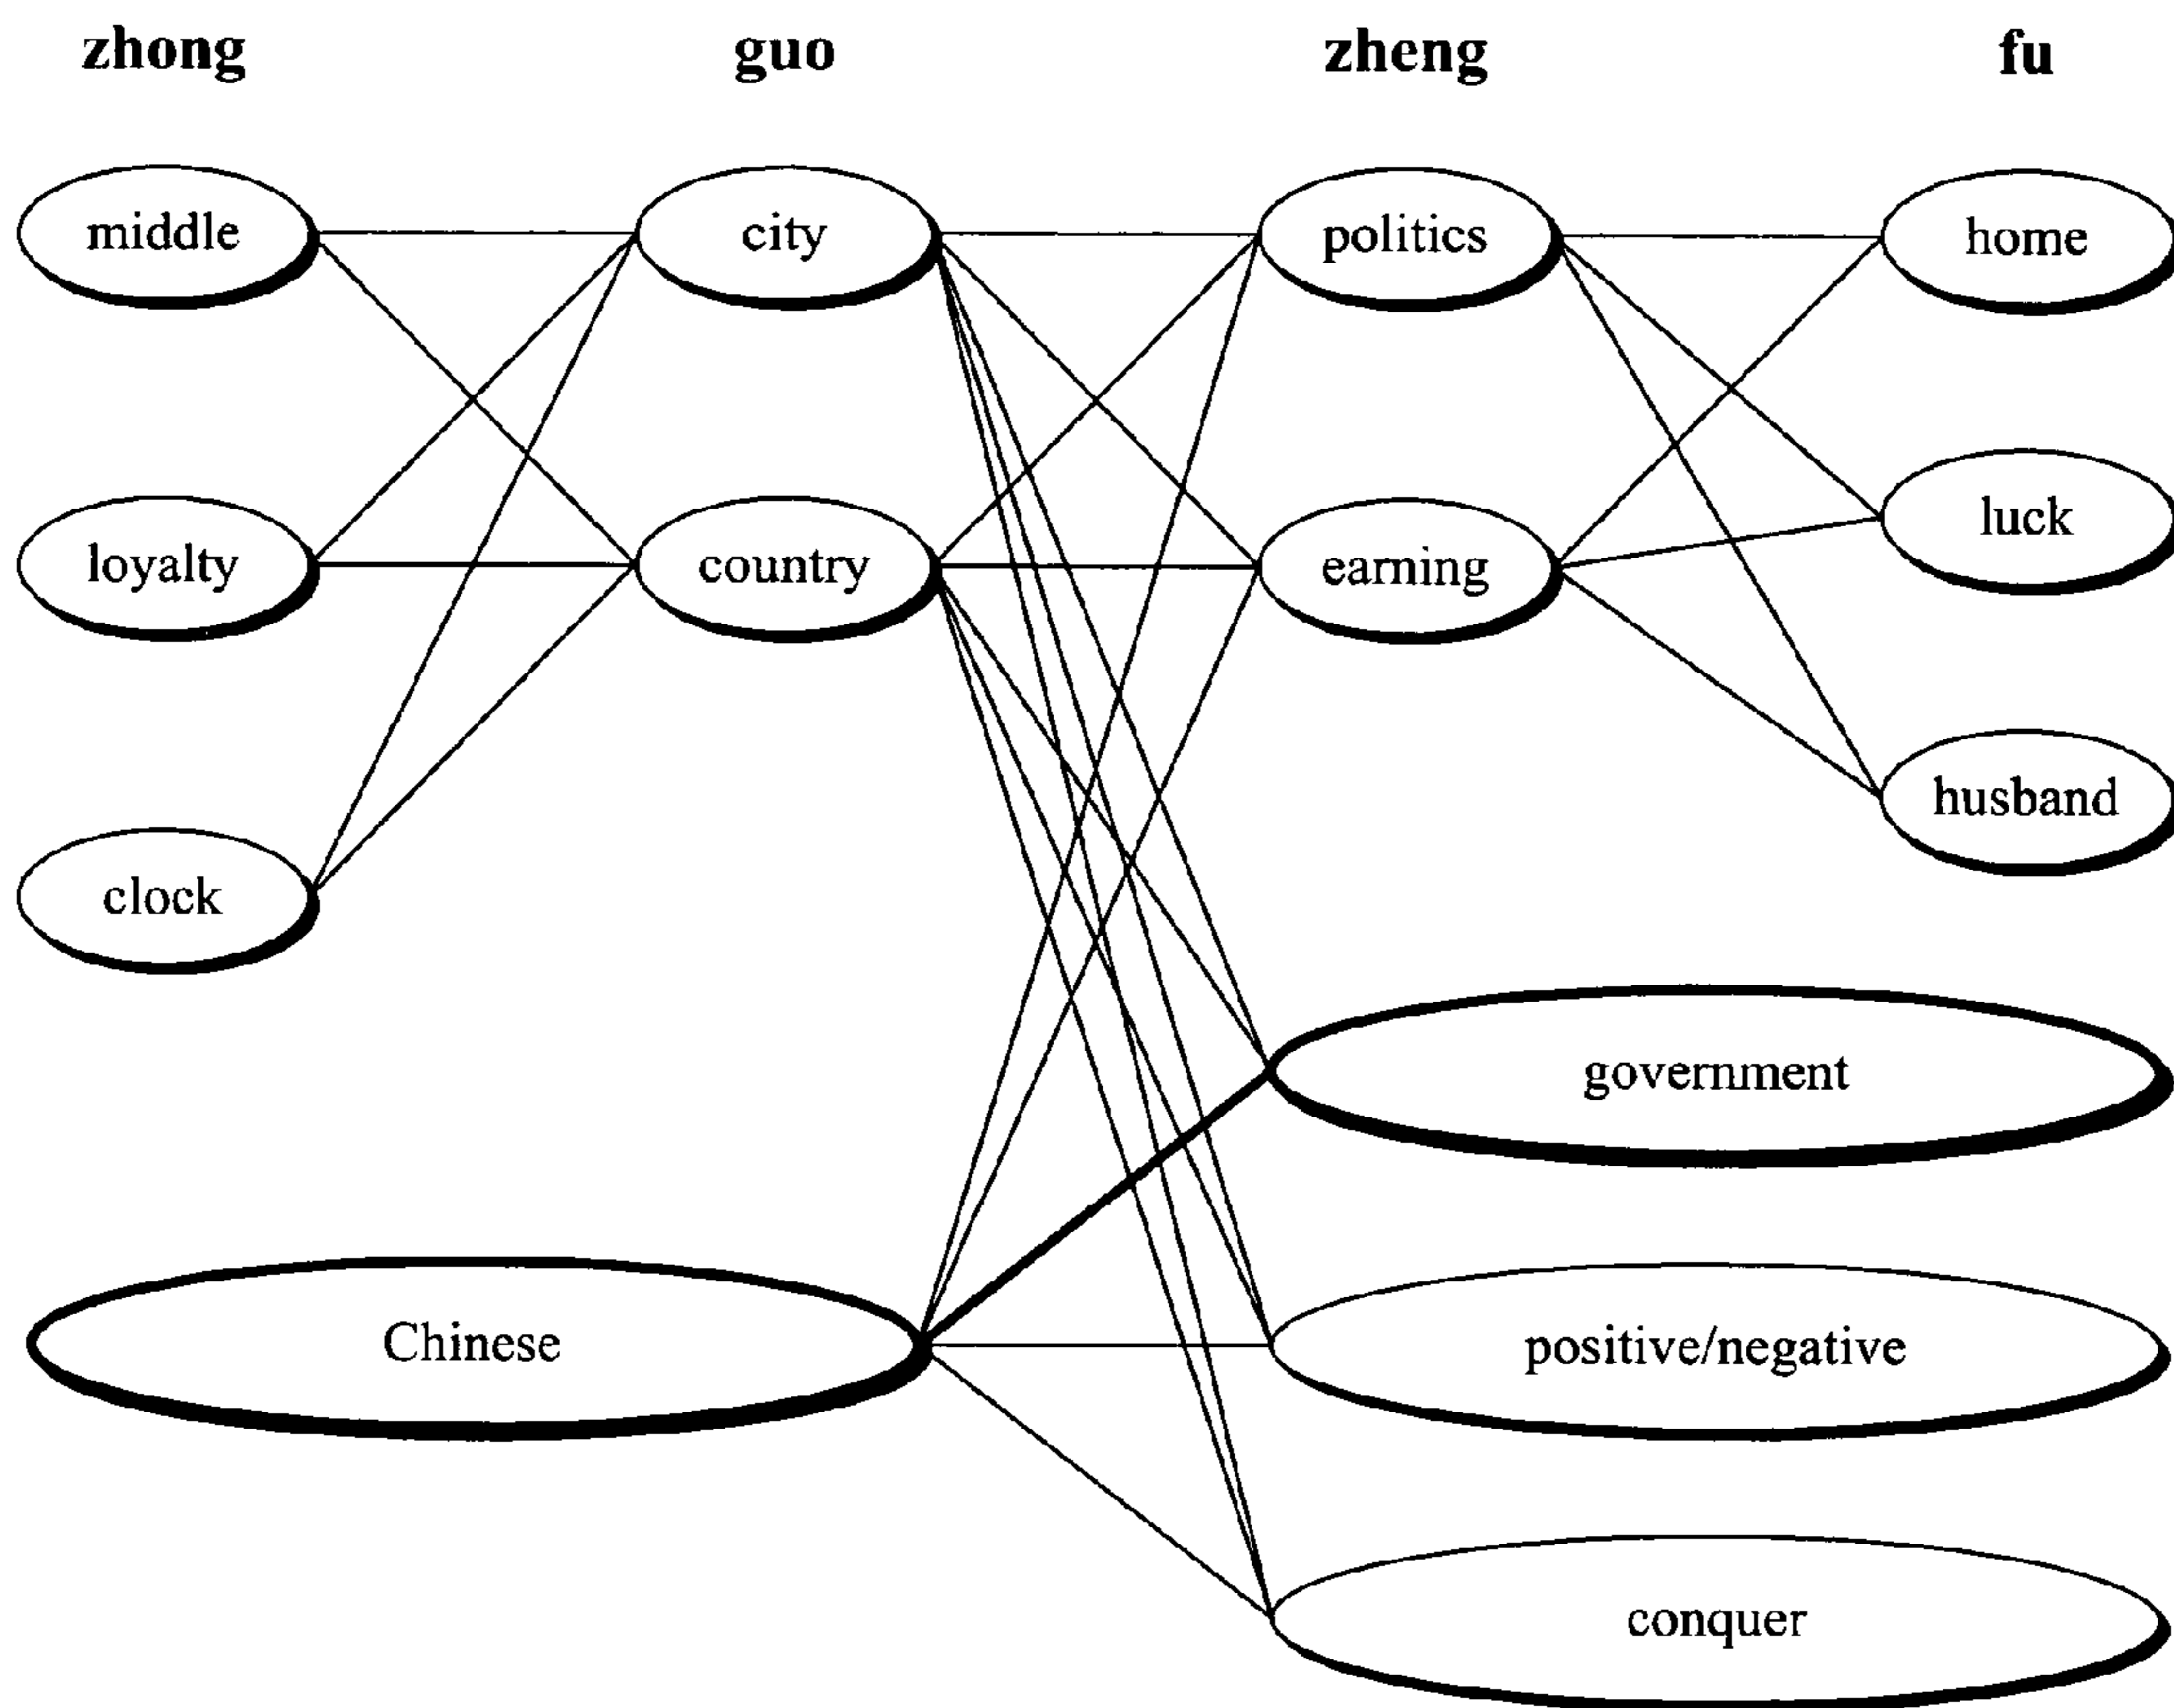 zhong guo zheng fu
middle city politics home
loyalty country earning luck
husband
clock
government
Chinese positive/negative
conquer